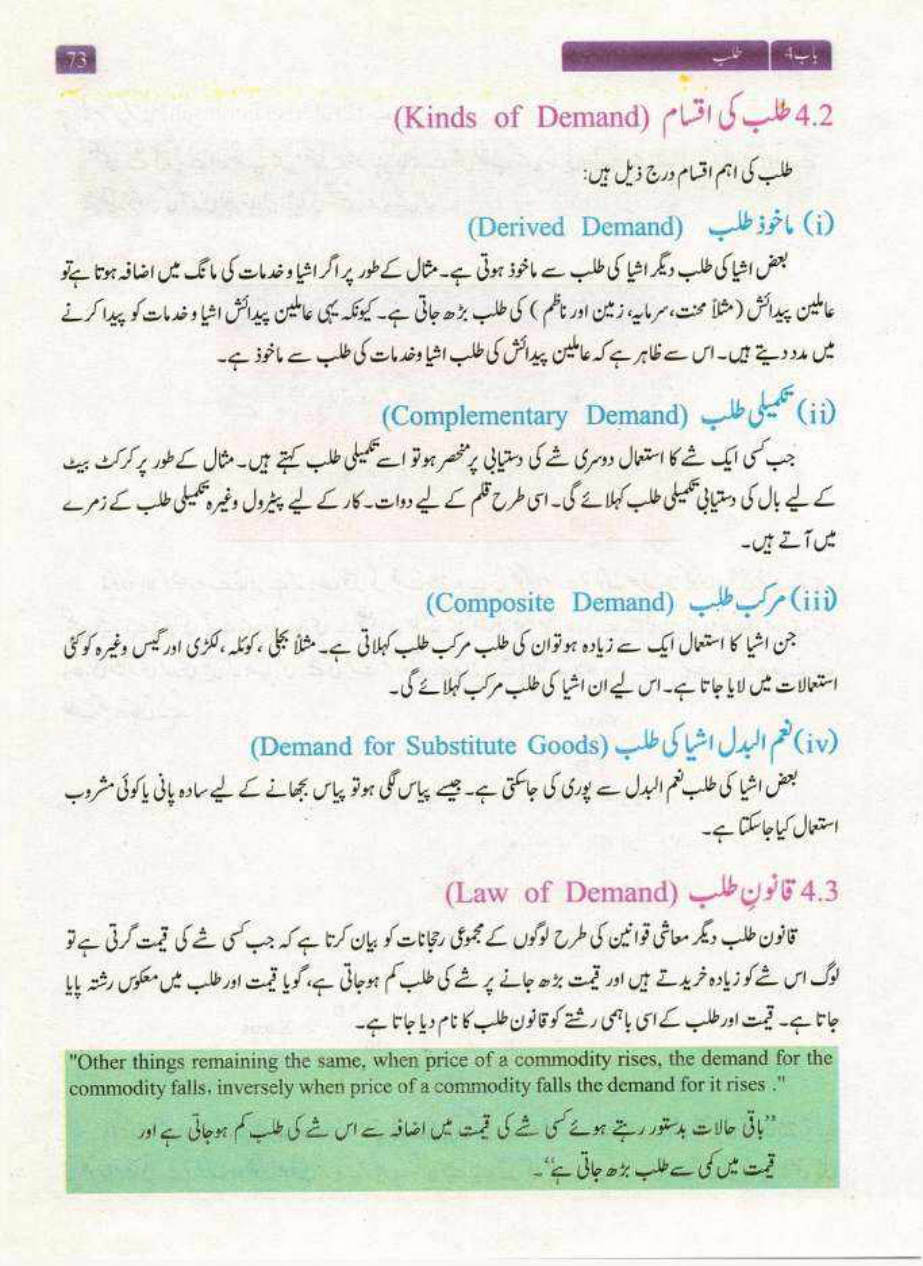 باب 4 طلب 73
4.2 طلب کی اقسام (Kinds of Demand)
طلب کی اہم اقسام درج ذیل ہیں:
(i) ماخوذ طلب (Derived Demand)
بعض اشیا کی طلب دیگر اشیا کی طلب سے ماخوذ ہوتی ہے۔ مثال کے طور پر اگر اشیا و خدمات کی مانگ میں اضافہ ہوتا ہے تو
عاملین پیدائش (مثلاً محنت، سرمایہ، زمین اور ناظم) کی طلب بڑھ جاتی ہے۔ کیونکہ یہی عاملین پیدائش اشیا و خدمات کو پیدا کرنے
میں مدد دیتے ہیں۔ اس سے ظاہر ہے کہ عاملین پیدائش کی طلب اشیا و خدمات کی طلب سے ماخوذ ہے۔
(ii) تکمیلی طلب (Complementary Demand)
جب کسی ایک شے کا استعمال دوسری شے کی دستیابی پر منحصر ہو تو اسے تکمیلی طلب کہتے ہیں۔ مثال کے طور پر کرکٹ بیٹ
کے لیے بال کی دستیابی تکمیلی طلب کہلائے گی۔ اسی طرح قلم کے لیے دوات۔ کار کے لیے پیٹرول وغیرہ تکمیلی طلب کے زمرے
میں آتے ہیں۔
(iii) مرکب طلب (Composite Demand)
جن اشیا کا استعمال ایک سے زیادہ ہو تو ان کی طلب مرکب طلب کہلاتی ہے۔ مثلاً بجلی، کوئلہ، لکڑی اور گیس وغیرہ کو کئی
استعمالات میں لایا جاتا ہے۔ اس لیے ان اشیا کی طلب مرکب کہلائے گی۔
(iv) نعم البدل اشیا کی طلب (Demand for Substitute Goods)
بعض اشیا کی طلب نعم البدل سے پوری کی جاسکتی ہے۔ جیسے پیاس لگی ہو تو پیاس بجھانے کے لیے سادہ پانی یا کوئی مشروب
استعمال کیا جاسکتا ہے۔
4.3 قانونِ طلب (Law of Demand)
قانون طلب دیگر معاشی قوانین کی طرح لوگوں کے مجموعی رجحانات کو بیان کرتا ہے کہ جب کسی شے کی قیمت گرتی ہے تو
لوگ اس شے کو زیادہ خریدتے ہیں اور قیمت بڑھ جانے پر شے کی طلب کم ہو جاتی ہے، گویا قیمت اور طلب میں معکوس رشتہ پایا
جاتا ہے۔ قیمت اور طلب کے اسی باہمی رشتے کو قانون طلب کا نام دیا جاتا ہے۔
"Other things remaining the same, when price of a commodity rises, the demand for the
commodity falls, inversely when price of a commodity falls the demand for it rises ."
”باقی حالات بدستور رہتے ہوئے کسی شے کی قیمت میں اضافہ سے اس شے کی طلب کم ہو جاتی ہے اور
قیمت میں کمی سے طلب بڑھ جاتی ہے“۔